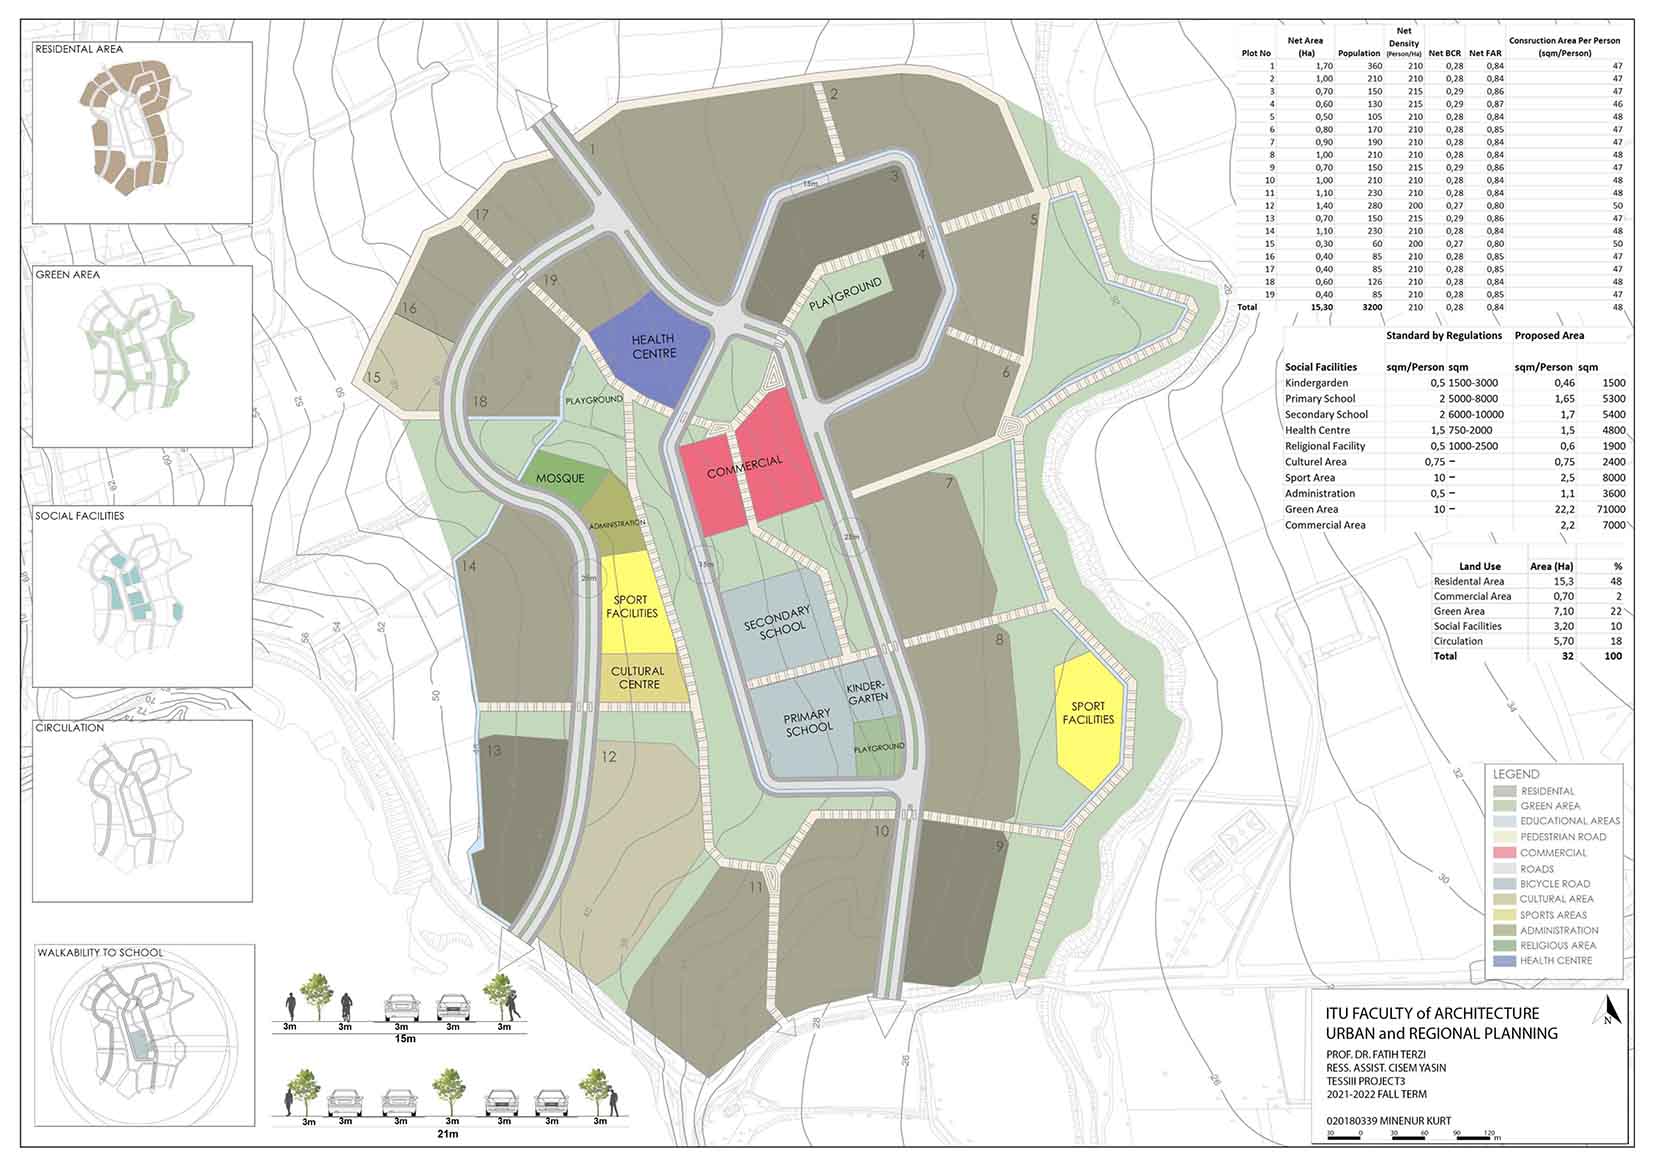 RESIDENTAL AREA
GREEN AREA
SOCIAL FACILITIES
CIRCULATION
WALKABILITY TO SCHOOL
3m 3m 3m 3m 3m
15m
3m 3m 3m 3m 3m 3m 3m
21m
1
2
3
4
5
6
7
8
9
10
11
12
13
14
15
16
17
18
19
15m
PLAYGROUND
HEALTH
CENTRE
PLAYGROUND
COMMERCIAL
MOSQUE
ADMINISTRATION
15m
SPORT
FACILITIES
SECONDARY
SCHOOL
CULTURAL
CENTRE
KINDER-
GARTEN
PRIMARY
SCHOOL
PLAYGROUND
SPORT
FACILITIES
Net
Density
Net Area Consruction Area Per Person
Plot No (Ha) Population (Person/Ha) Net BCR Net FAR (sqm/Person)
1 1,70 360 210 0,28 0,84 47
2 1,00 210 210 0,28 0,84 47
3 0,70 150 215 0,29 0,86 47
4 0,60 130 215 0,29 0,87 46
5 0,50 105 210 0,28 0,84 48
6 0,80 170 210 0,28 0,85 47
7 0,90 190 210 0,28 0,84 47
8 1,00 210 210 0,28 0,84 48
9 0,70 150 215 0,29 0,86 47
10 1,00 210 210 0,28 0,84 48
11 1,10 230 210 0,28 0,84 48
12 1,40 280 200 0,27 0,80 50
13 0,70 150 215 0,29 0,86 47
14 1,10 230 210 0,28 0,84 48
15 0,30 60 200 0,27 0,80 50
16 0,40 85 210 0,28 0,85 47
17 0,40 85 210 0,28 0,85 47
18 0,60 126 210 0,28 0,84 48
19 0,40 85 210 0,28 0,85 47
Total 15,30 3200 210 0,28 0,84 48
Standard by Regulations Proposed Area
Social Facilities sqm/Person sqm sqm/Person sqm
Kindergarden 0,5 1500-3000 0,46 1500
Primary School 2 5000-8000 1,65 5300
Secondary School 2 6000-10000 1,7 5400
Health Centre 1,5 750-2000 1,5 4800
Religional Facility 0,5 1000-2500 0,6 1900
Culturel Area 0,75 – 0,75 2400
Sport Area 10 – 2,5 8000
Administration 0,5 – 1,1 3600
Green Area 10 – 22,2 71000
Commercial Area 2,2 7000
Land Use Area (Ha) %
Residental Area 15,3 48
Commercial Area 0,70 2
Green Area 7,10 22
Social Facilities 3,20 10
Circulation 5,70 18
Total 32 100
LEGEND
RESIDENTAL
GREEN AREA
EDUCATIONAL AREAS
PEDESTRIAN ROAD
COMMERCIAL
ROADS
BICYCLE ROAD
CULTURAL AREA
SPORTS AREAS
ADMINISTRATION
RELIGIOUS AREA
HEALTH CENTRE
ITU FACULTY of ARCHITECTURE
URBAN and REGIONAL PLANNING
N
PROF. DR. FATIH TERZI
RESS. ASSIST. CISEM YASIN
TESSIII PROJECT3
2021-2022 FALL TERM
020180339 MINENUR KURT
30 0 30 60 90 120
m